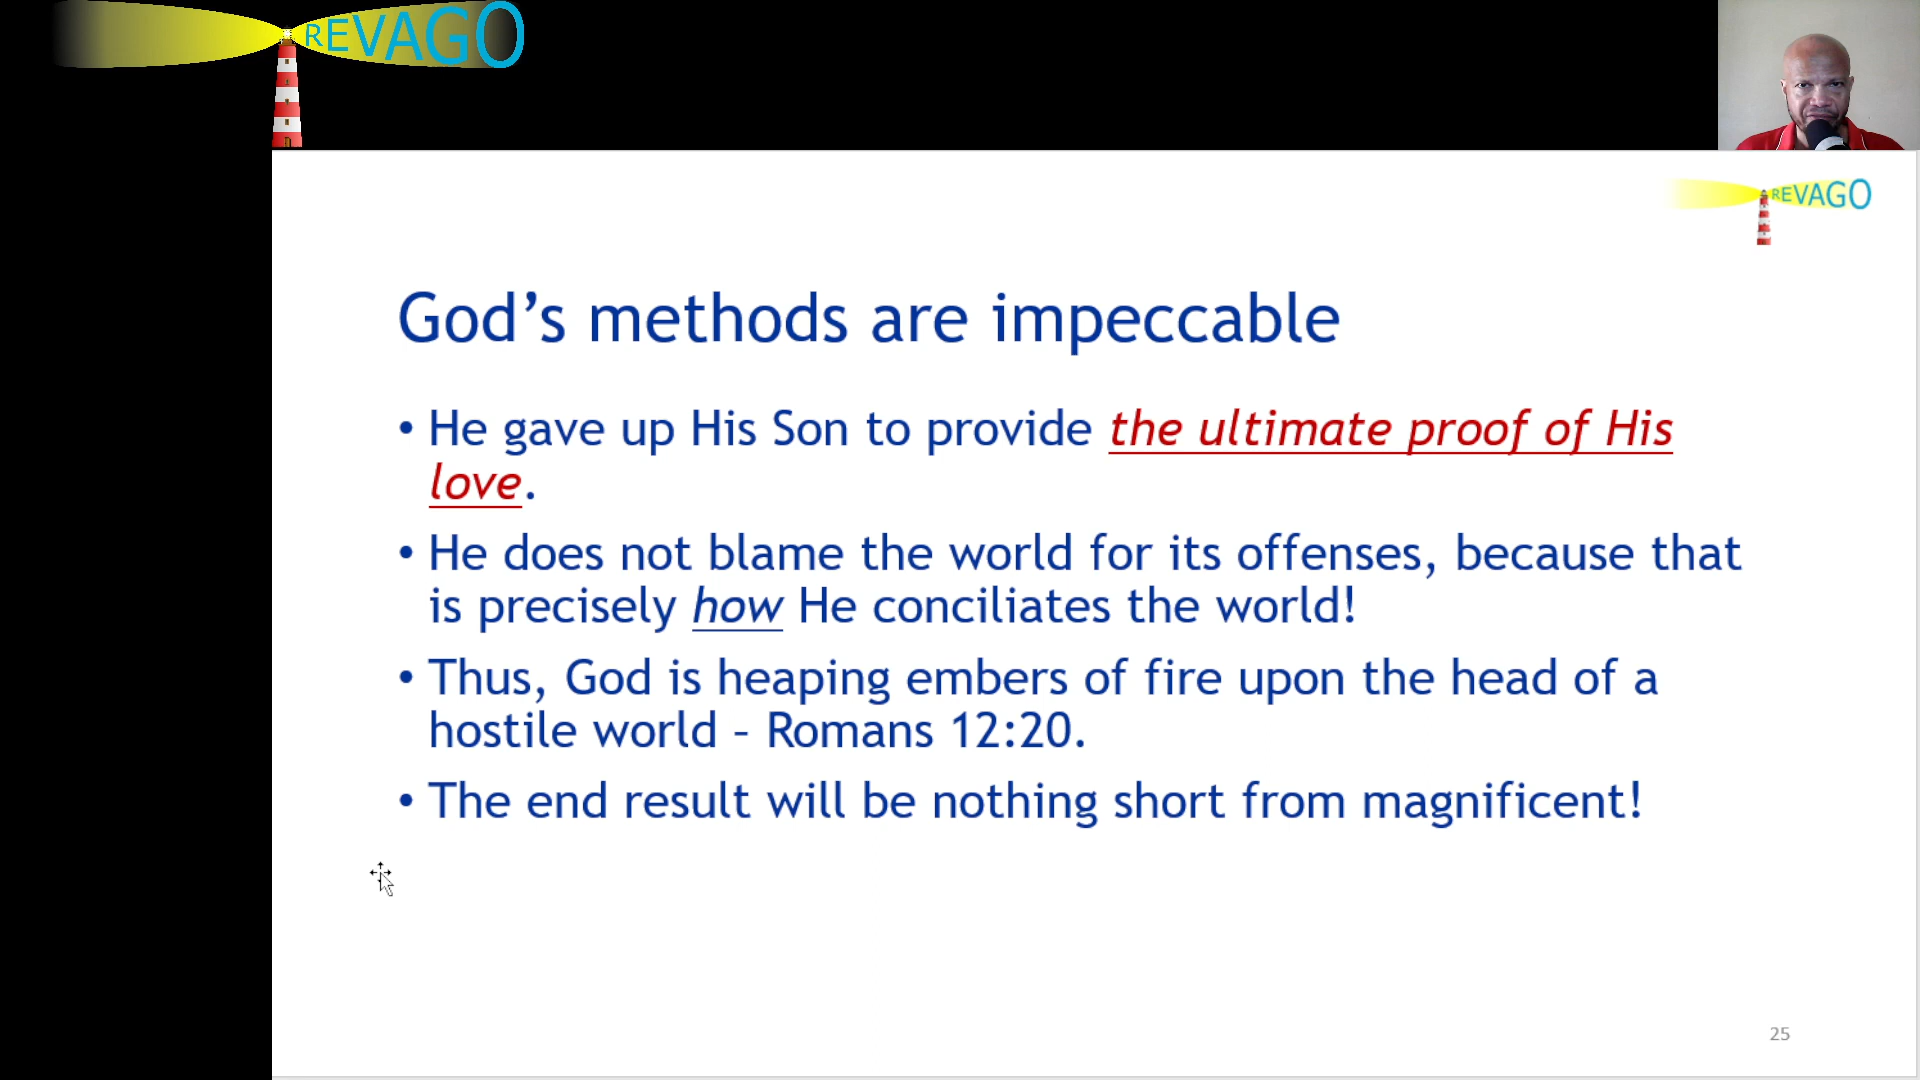 REVAGO
REVAGO
God’s methods are impeccable
• He gave up His Son to provide the ultimate proof of His
love.
• He does not blame the world for its offenses, because that
is precisely how He conciliates the world!
• Thus, God is heaping embers of fire upon the head of a
hostile world – Romans 12:20.
• The end result will be nothing short from magnificent!
25